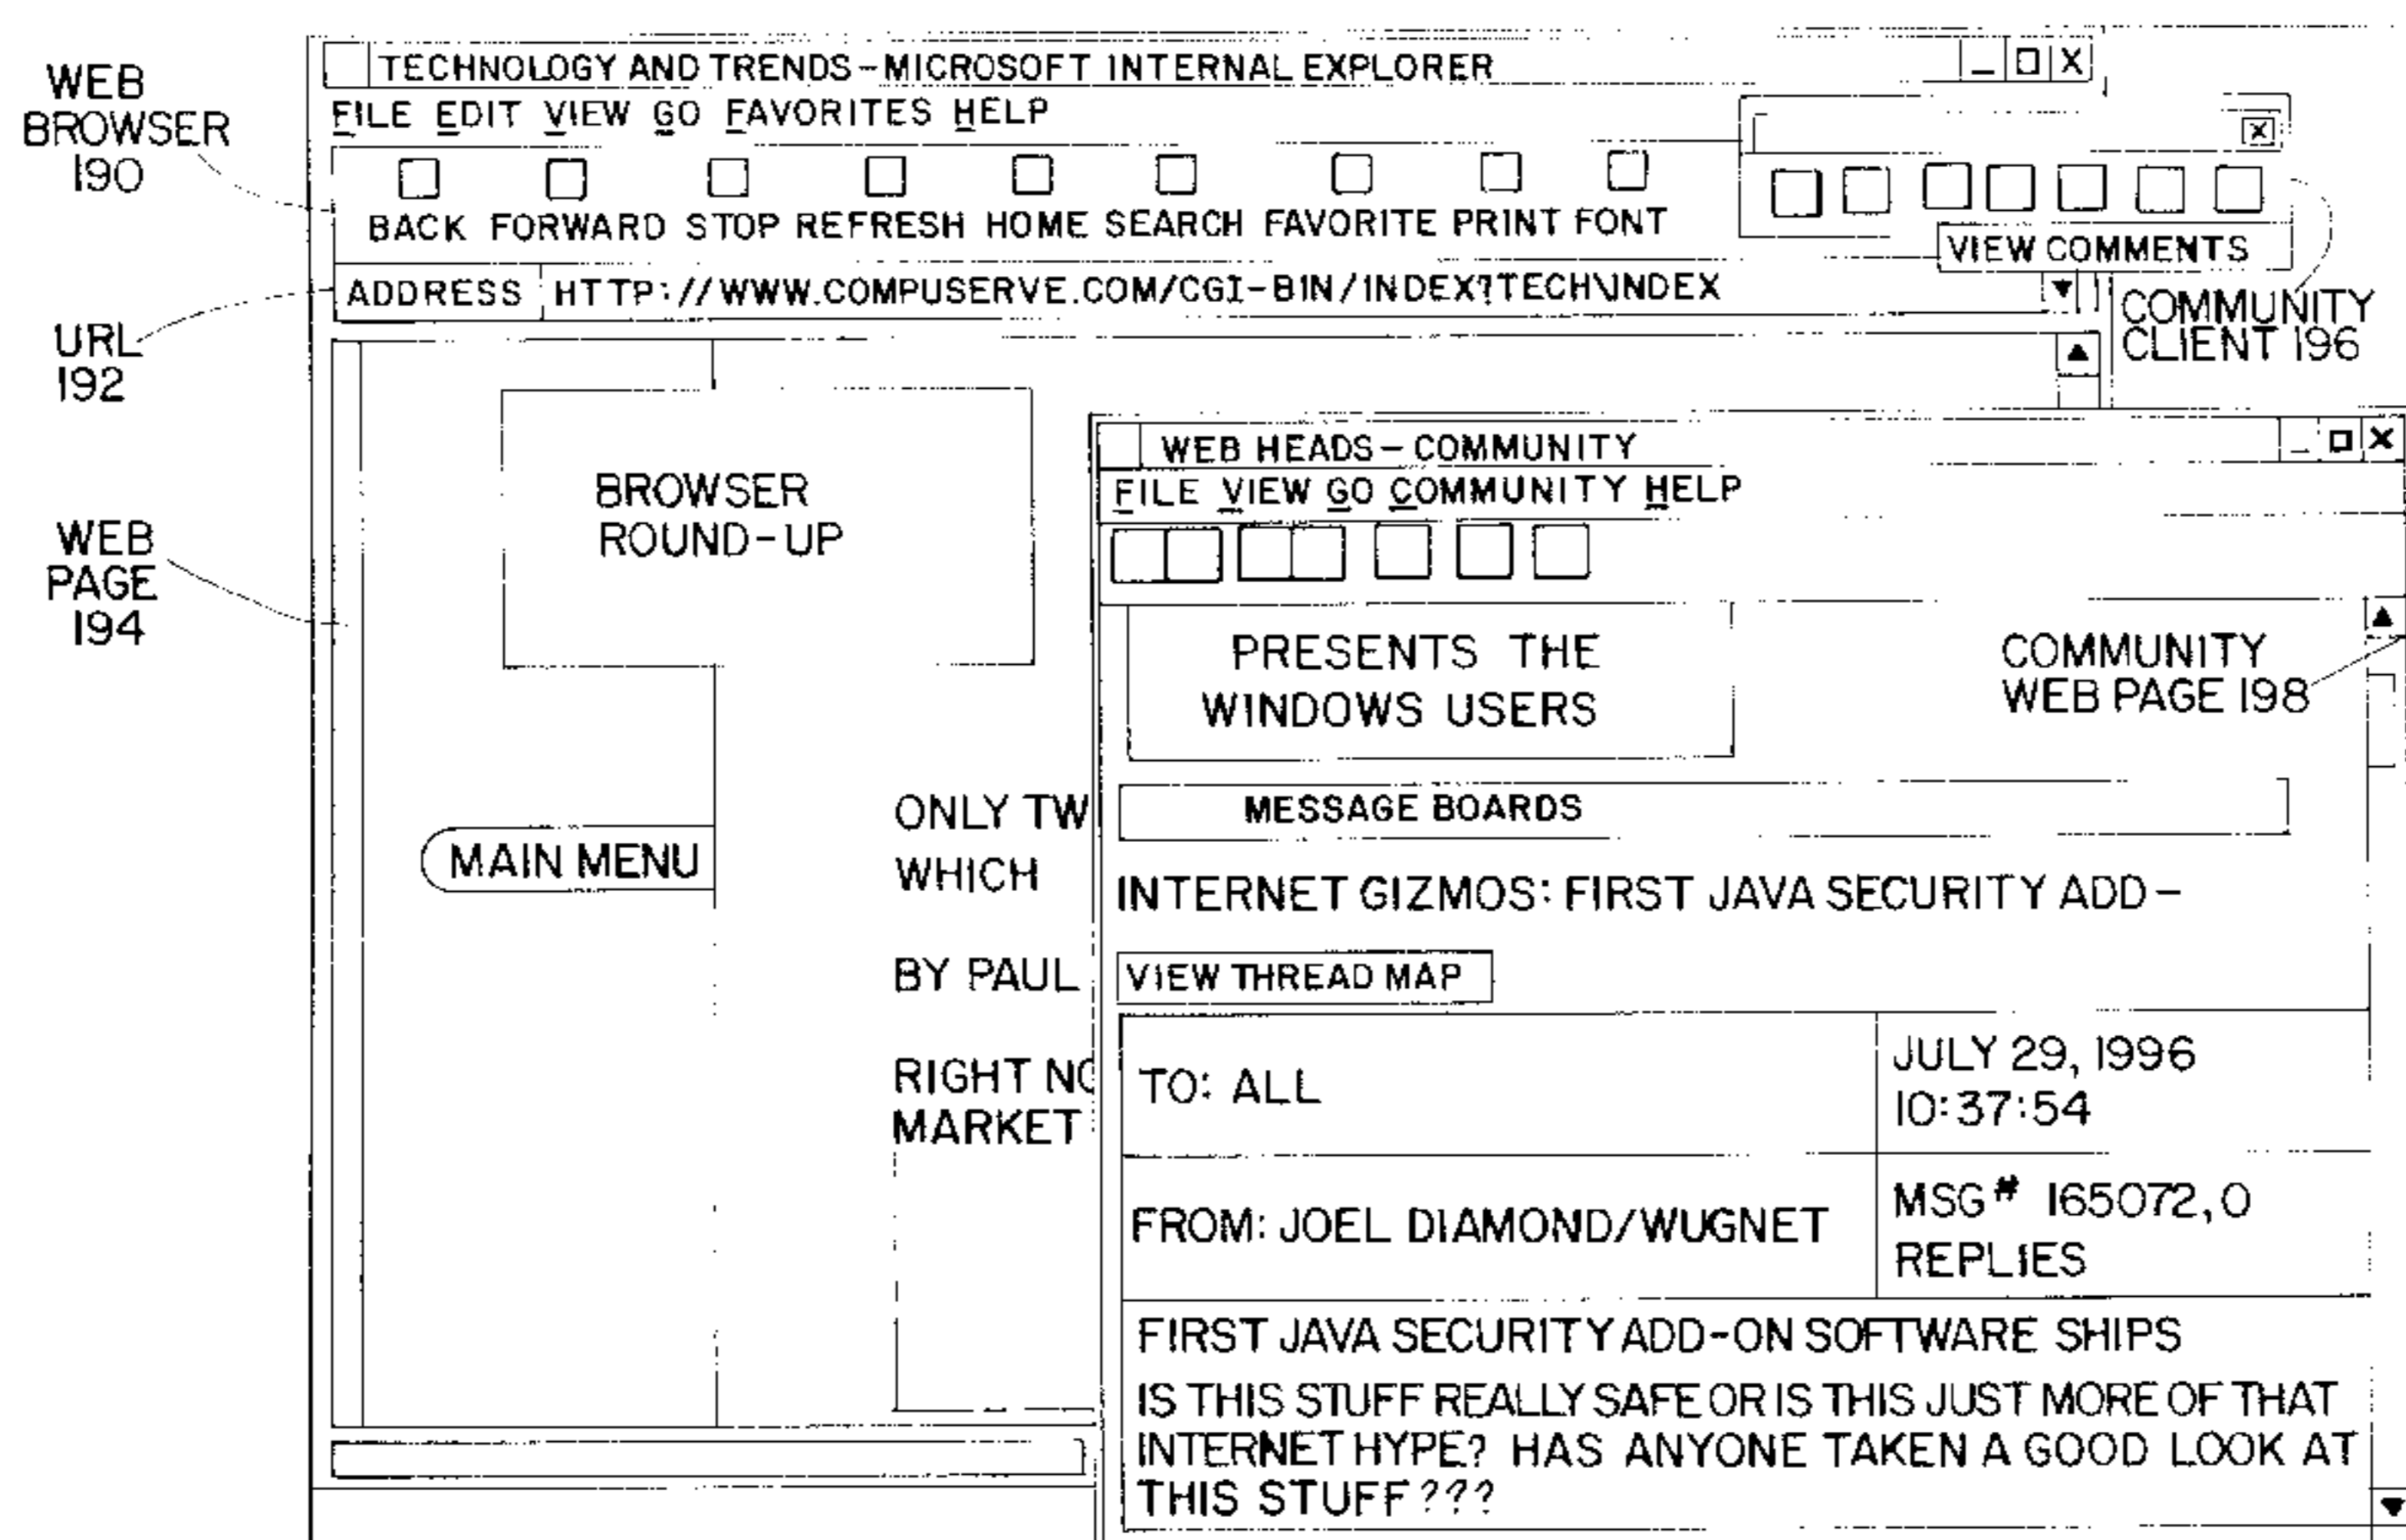 WEB
BROWSER
190
URL
192
WEB
PAGE
194
TECHNOLOGY AND TRENDS-MICROSOFT INTERNAL EXPLORER
FILE EDIT VIEW GO FAVORITES HELP
BACK FORWARD STOP REFRESH HOME SEARCH FAVORITE PRINT FONT
VIEW COMMENTS
ADDRESS HTTP://WWW.COMPUSERVE.COM/CGI-BIN/INDEX?TECH\INDEX
COMMUNITY
CLIENT 196
BROWSER
ROUND-UP
MAIN MENU
ONLY TW
WHICH
BY PAUL
RIGHT NO
MARKET
WEB HEADS-COMMUNITY
FILE VIEW GO COMMUNITY HELP
PRESENTS THE
WINDOWS USERS
COMMUNITY
WEB PAGE 198
MESSAGE BOARDS
INTERNET GIZMOS: FIRST JAVA SECURITY ADD-
VIEW THREAD MAP
TO: ALL
JULY 29, 1996
10:37:54
FROM: JOEL DIAMOND/WUGNET
MSG# 165072,0
REPLIES
FIRST JAVA SECURITY ADD-ON SOFTWARE SHIPS
IS THIS STUFF REALLY SAFE OR IS THIS JUST MORE OF THAT
INTERNET HYPE? HAS ANYONE TAKEN A GOOD LOOK AT
THIS STUFF???